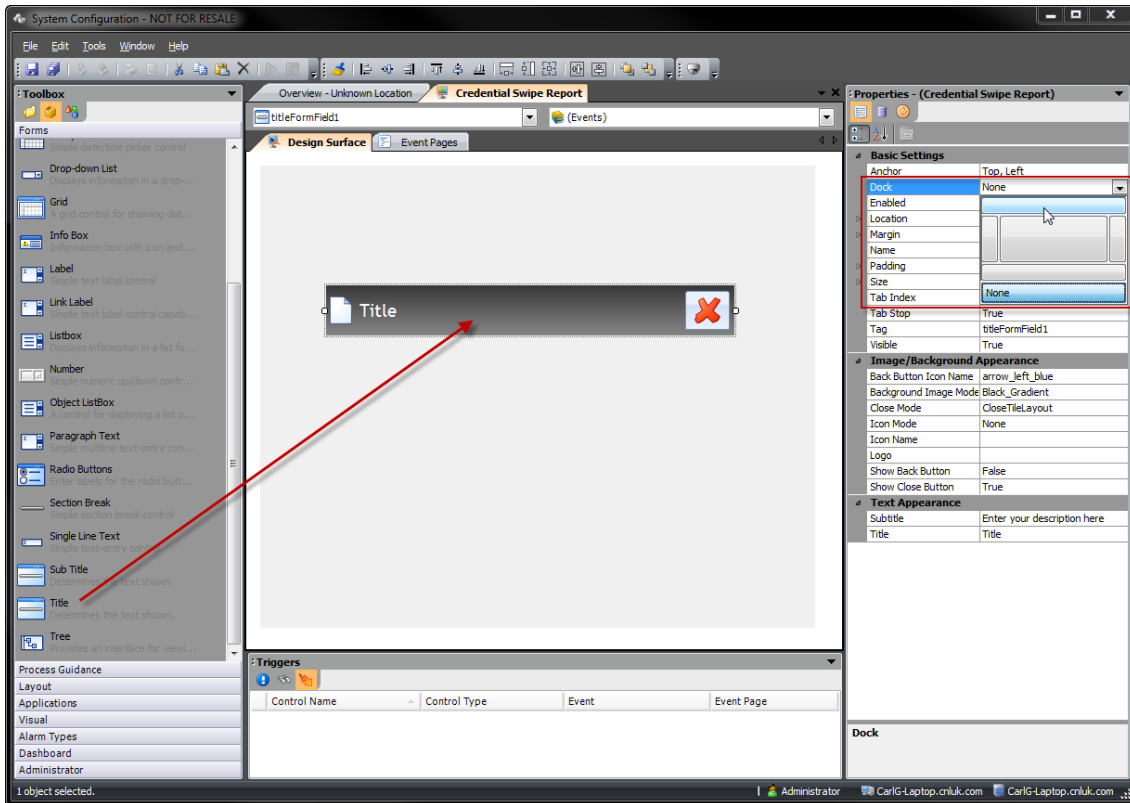 System Configuration - NOT FOR RESALE
File Edit Tools Window Help
Toolbox
Forms
Simple date/time picker control
Drop-down List
Displays information in a drop-...
Grid
A grid control for showing dat...
Info Box
Information box with icon and ...
Label
Simple text label control
Link Label
Simple text label control capab...
Listbox
Displays information in a list fo...
Number
Simple numeric up/down contr...
Object ListBox
A control for displaying a list o...
Paragraph Text
Simple multiline text-entry con...
Radio Buttons
Enter labels for the radio butt...
Section Break
Simple section break control
Single Line Text
Simple text-entry control
Sub Title
Determines the text shown.
Title
Determines the text shown.
Tree
Provides an interface for viewi...
Process Guidance
Layout
Applications
Visual
Alarm Types
Dashboard
Administrator
Overview - Unknown Location Credential Swipe Report
titleFormField1 (Events)
Design Surface Event Pages
Title
Triggers
Control Name Control Type Event Event Page
Properties - (Credential Swipe Report)
Basic Settings
Anchor Top, Left
Dock None
Enabled
Location
Margin
Name
Padding
Size
None
Tab Index
Tab Stop True
Tag titleFormField1
Visible True
Image/Background Appearance
Back Button Icon Name arrow_left_blue
Background Image Mode Black_Gradient
Close Mode CloseTileLayout
Icon Mode None
Icon Name
Logo
Show Back Button False
Show Close Button True
Text Appearance
Subtitle Enter your description here
Title Title
Dock
1 object selected. Administrator CarlG-Laptop.cnluk.com CarlG-Laptop.cnluk.com